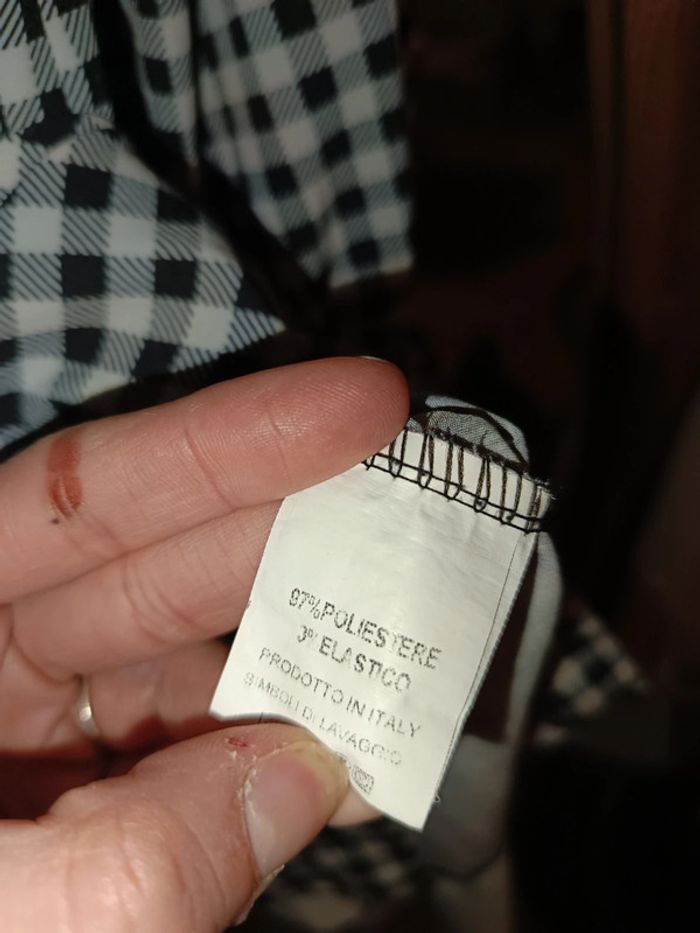 97%POLIESTERE
3% ELASTICO
PRODOTTO IN ITALY
SIMBOLI DI LAVAGGIO